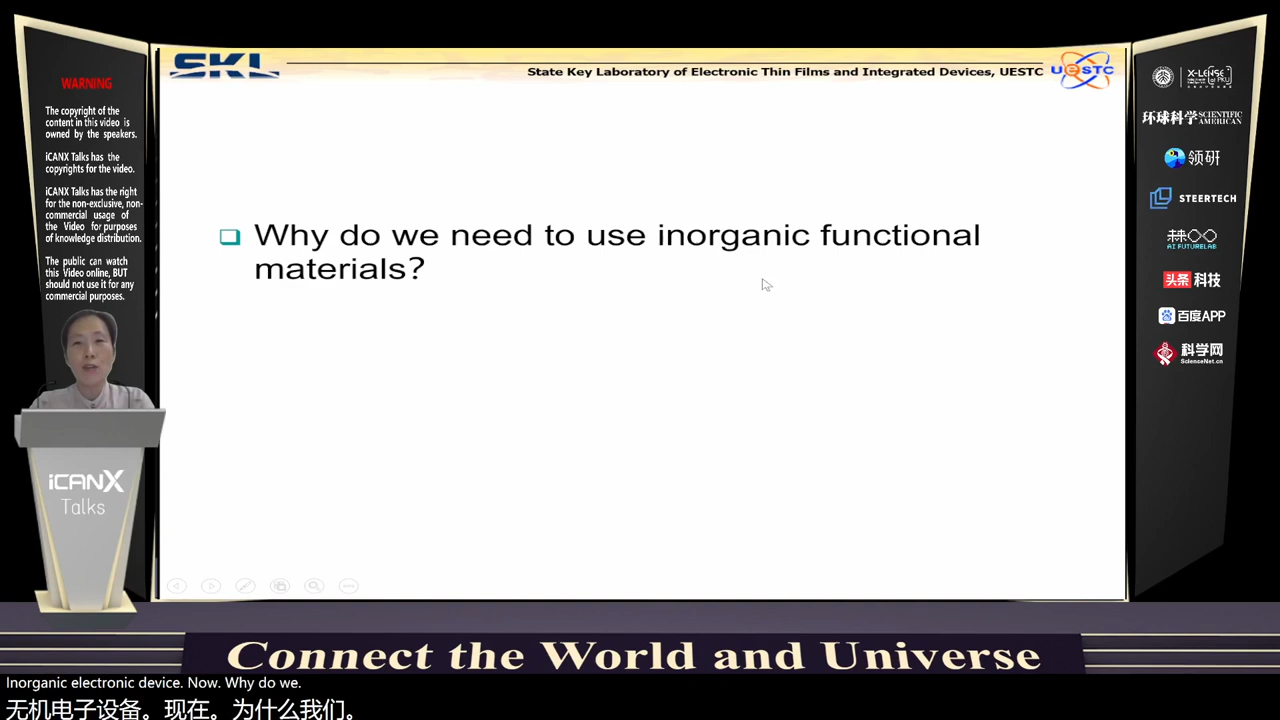 WARNING
The copyright of the
content in this video is
owned by the speakers.
iCANX Talks has the
copyrights for the video.
iCANX Talks has the right
for the non-exclusive, non-
commercial usage of
the Video for purposes
of knowledge distribution.
The public can watch
this Video online, BUT
should not use it for any
commercial purposes.
iCANX
Talks
SKL
State Key Laboratory of Electronic Thin Films and Integrated Devices, UESTC
UESTC
Why do we need to use inorganic functional
materials?
X-LENSE
at PKU
环球科学 SCIENTIFIC AMERICAN
领研
STEERTECH
AI FUTURELAB
头条科技
百度APP
科学网
ScienceNet.cn
Connect the World and Universe
Inorganic electronic device. Now. Why do we.
无机电子设备。现在。为什么我们。